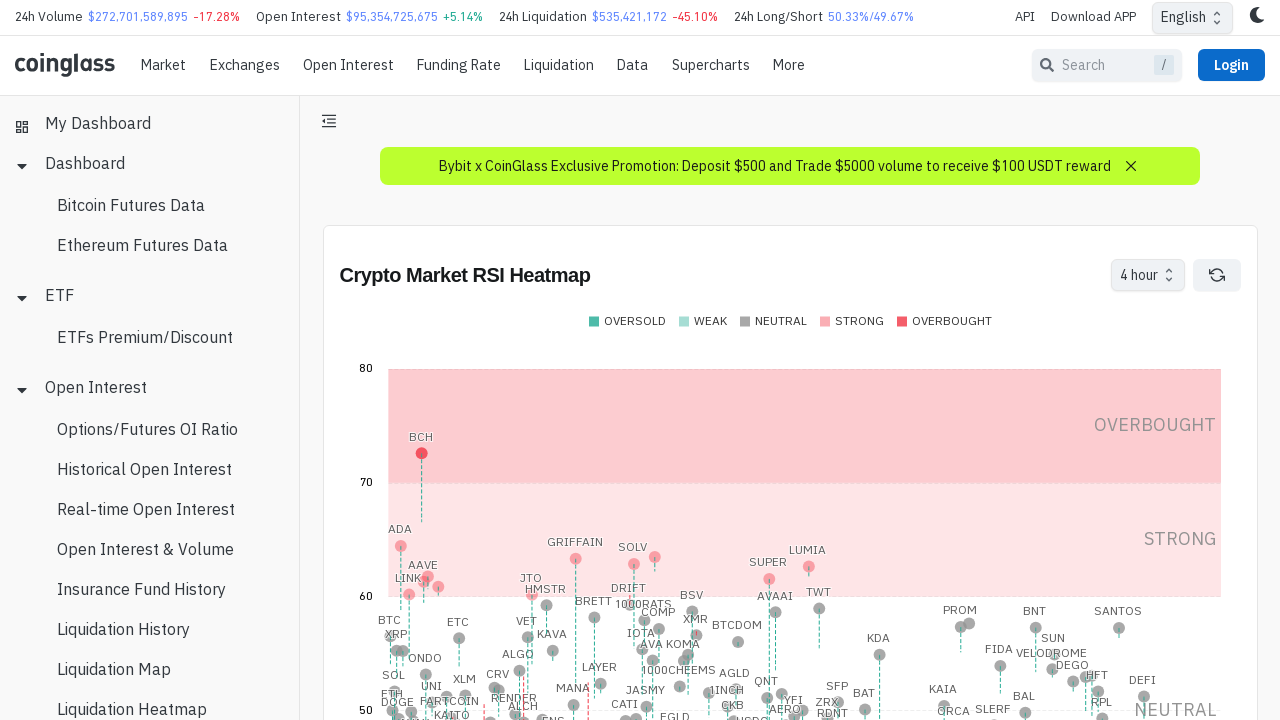 24h Volume $272,701,589,895 -17.28% Open Interest $95,354,725,675 +5.14% 24h Liquidation $535,421,172 -45.10% 24h Long/Short 50.33%/49.67% API Download APP English
coinglass Market Exchanges Open Interest Funding Rate Liquidation Data Supercharts More Search / Login
My Dashboard
Dashboard
Bitcoin Futures Data
Ethereum Futures Data
ETF
ETFs Premium/Discount
Open Interest
Options/Futures OI Ratio
Historical Open Interest
Real-time Open Interest
Open Interest & Volume
Insurance Fund History
Liquidation History
Liquidation Map
Liquidation Heatmap
Bybit x CoinGlass Exclusive Promotion: Deposit $500 and Trade $5000 volume to receive $100 USDT reward
Crypto Market RSI Heatmap
4 hour
OVERSOLD WEAK NEUTRAL STRONG OVERBOUGHT
80
OVERBOUGHT
BCH
70
ADA
STRONG
GRIFFAIN SOLV LUMIA
AAVE SUPER
LINK JTO
HMSTR DRIFT TWT
60
BRETT 1000RATS BSV AVAAI
COMP PROM BNT SANTOS
BTC ETC VET XMR BTCDOM
XRP KAVA IOTA KDA SUN
AVA KOMA
ONDO ALGO FIDA VELODROME
LAYER 1000CHEEMS DEGO
SOL CRV AGLD HFT
UNI XLM MANA JASMY QNT SFP DEFI
ETH 1INCH BAT KAIA
DOGE FARTCOIN RENDER ALCH CATI CKB ZRX BAL RPL
50
KAITO EGLD AERO RDNT ORCA SLERF
NEUTRAL